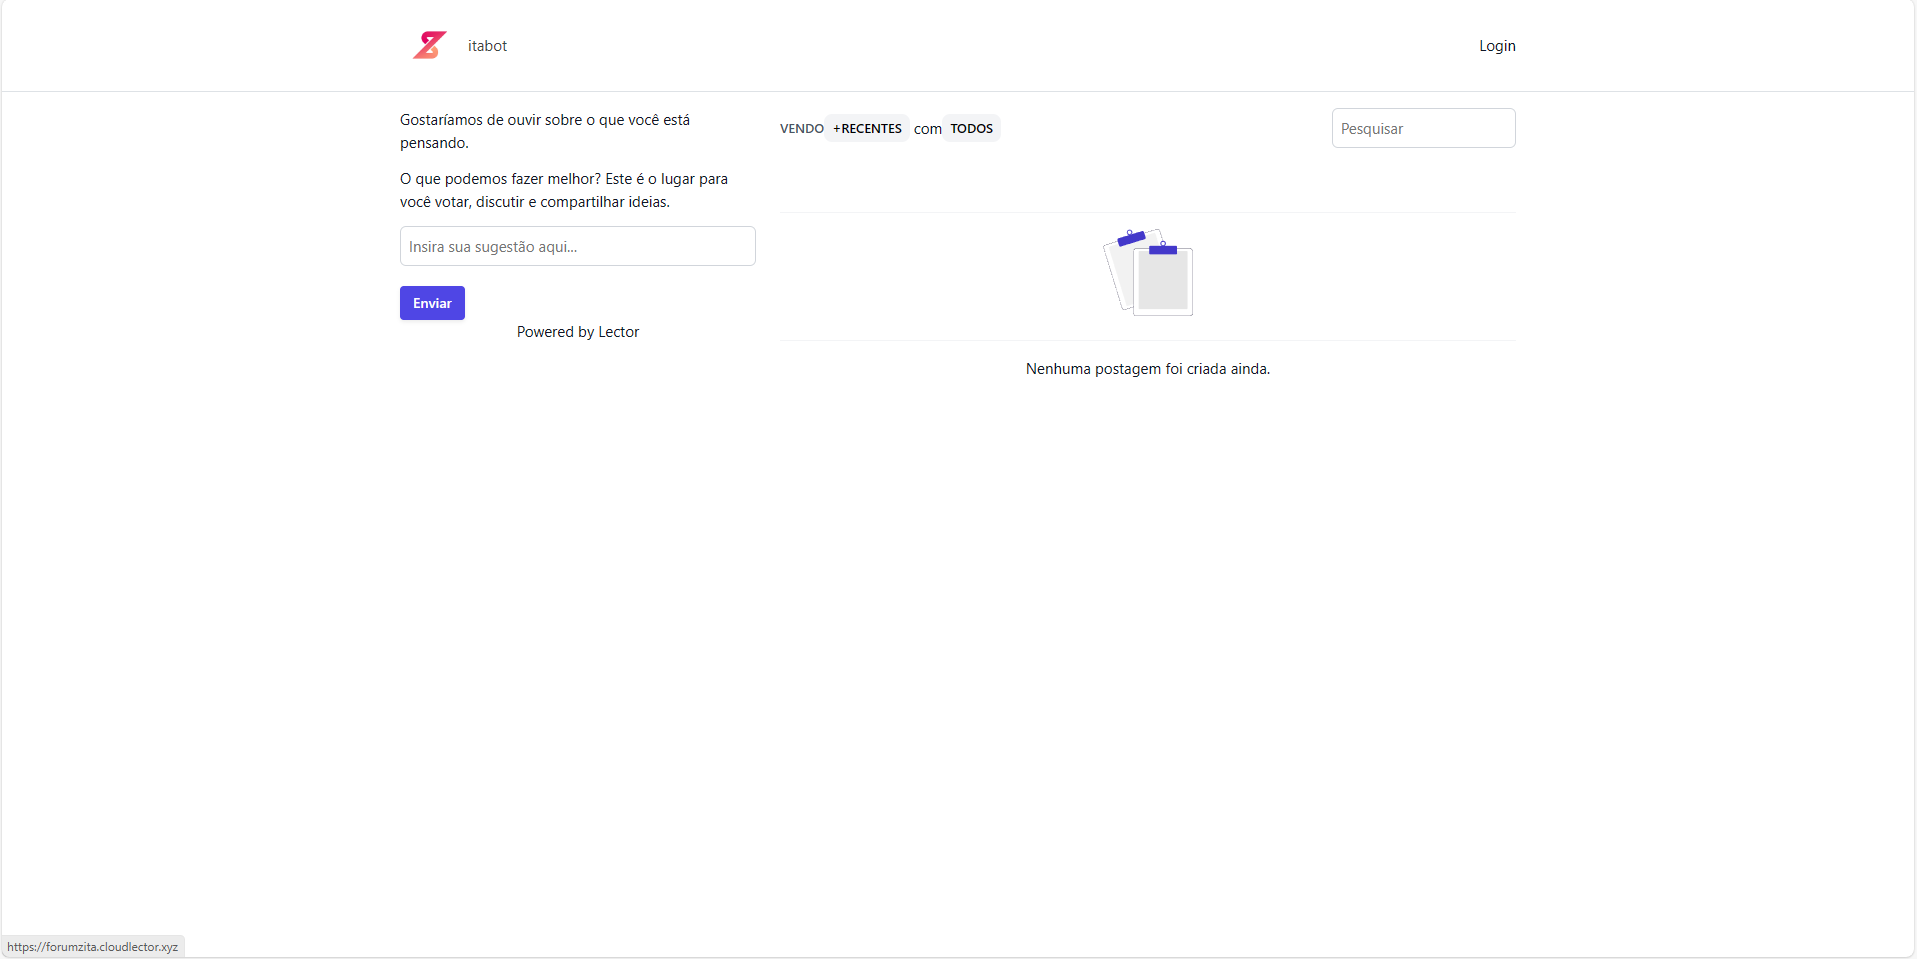 itabot
Login
Gostaríamos de ouvir sobre o que você está
pensando.
O que podemos fazer melhor? Este é o lugar para
você votar, discutir e compartilhar ideias.
Insira sua sugestão aqui...
Enviar
Powered by Lector
VENDO +RECENTES com TODOS
Pesquisar
Nenhuma postagem foi criada ainda.
https://forumzita.cloudlector.xyz